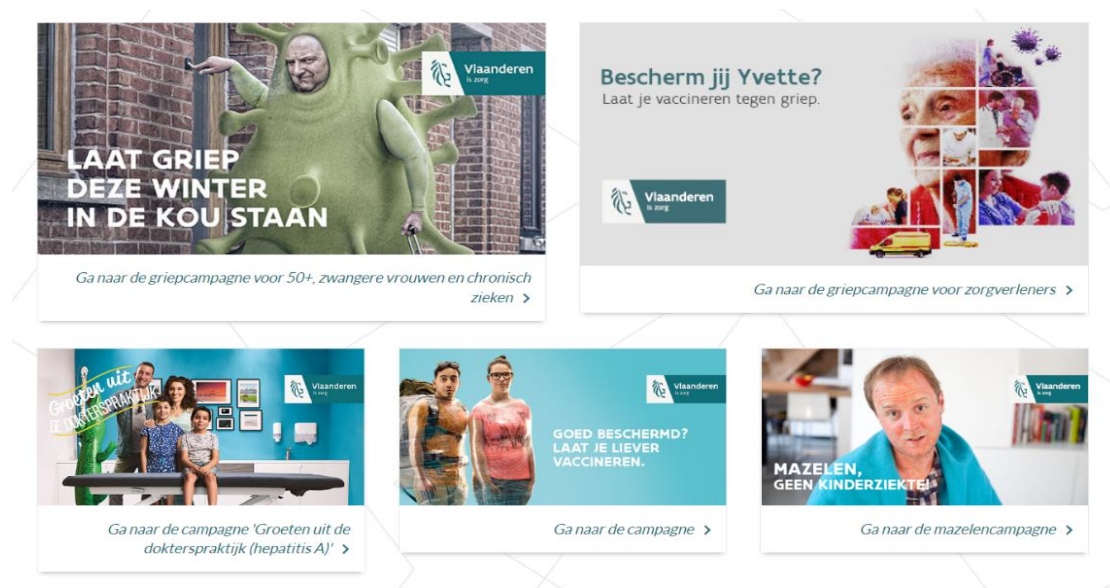 Vlaanderen
is zorg
LAAT GRIEP
DEZE WINTER
IN DE KOU STAAN
Ga naar de griepcampagne voor 50+, zwangere vrouwen en chronisch
zieken >
Bescherm jij Yvette?
Laat je vaccineren tegen griep.
Vlaanderen
is zorg
Ga naar de griepcampagne voor zorgverleners >
Groeten uit
DE DOKTERSPRAKTIJK
Vlaanderen
is zorg
Ga naar de campagne 'Groeten uit de
dokterspraktijk (hepatitis A)' >
Vlaanderen
is zorg
GOED BESCHERMD?
LAAT JE LIEVER
VACCINEREN.
Ga naar de campagne >
Vlaanderen
is zorg
MAZELEN,
GEEN KINDERZIEKTE!
Ga naar de mazelencampagne >